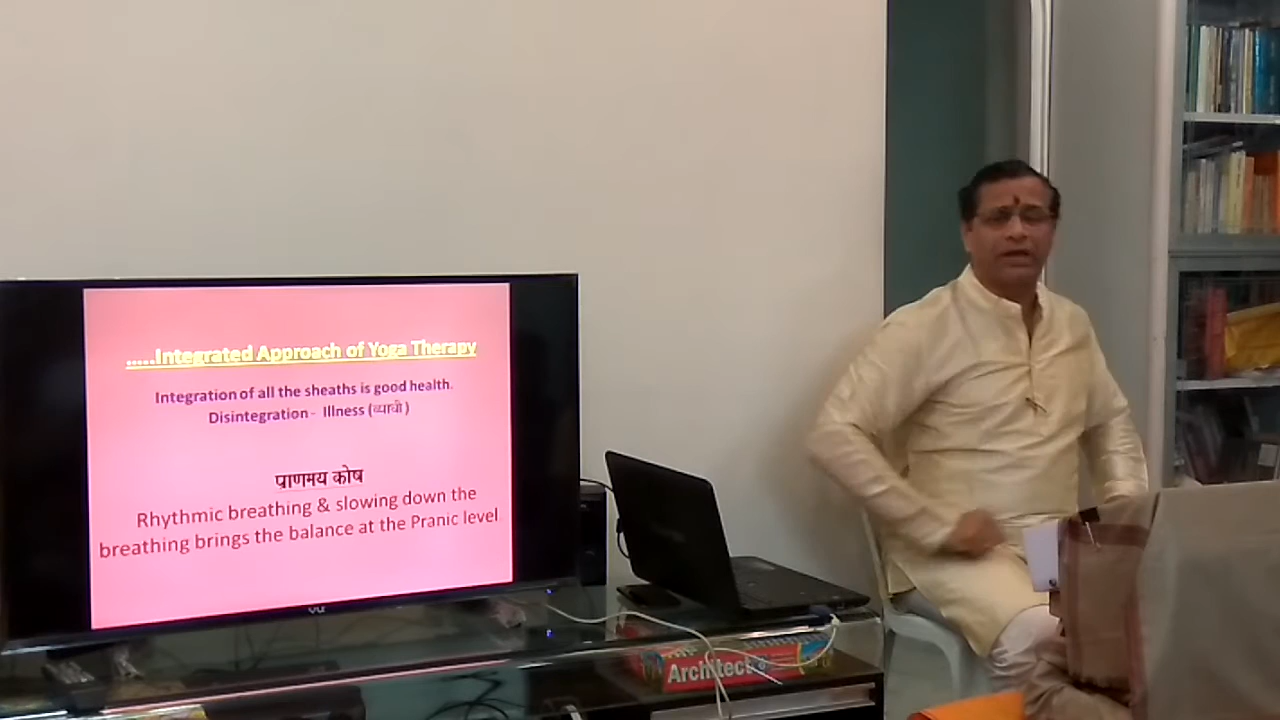 .....Integrated Approach of Yoga Therapy
Integration of all the sheaths is good health.
Disintegration - Illness (व्याधी)
प्राणमय कोष
Rhythmic breathing & slowing down the
breathing brings the balance at the Pranic level
VU
Architect